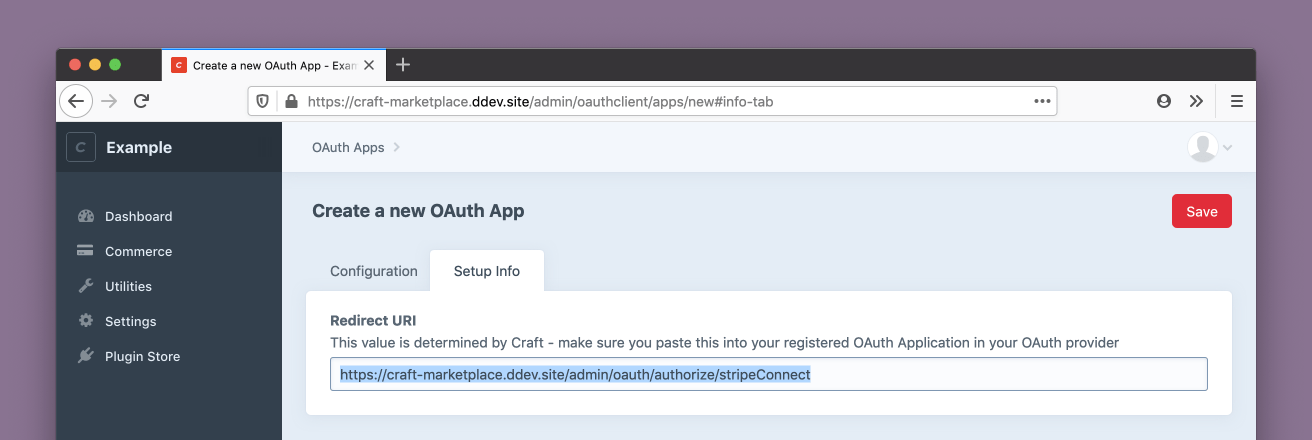 Create a new OAuth App - Exam
https://craft-marketplace.ddev.site/admin/oauthclient/apps/new#info-tab
C Example
OAuth Apps
Dashboard
Commerce
Utilities
Settings
Plugin Store
Create a new OAuth App
Save
Configuration
Setup Info
Redirect URI
This value is determined by Craft - make sure you paste this into your registered OAuth Application in your OAuth provider
https://craft-marketplace.ddev.site/admin/oauth/authorize/stripeConnect